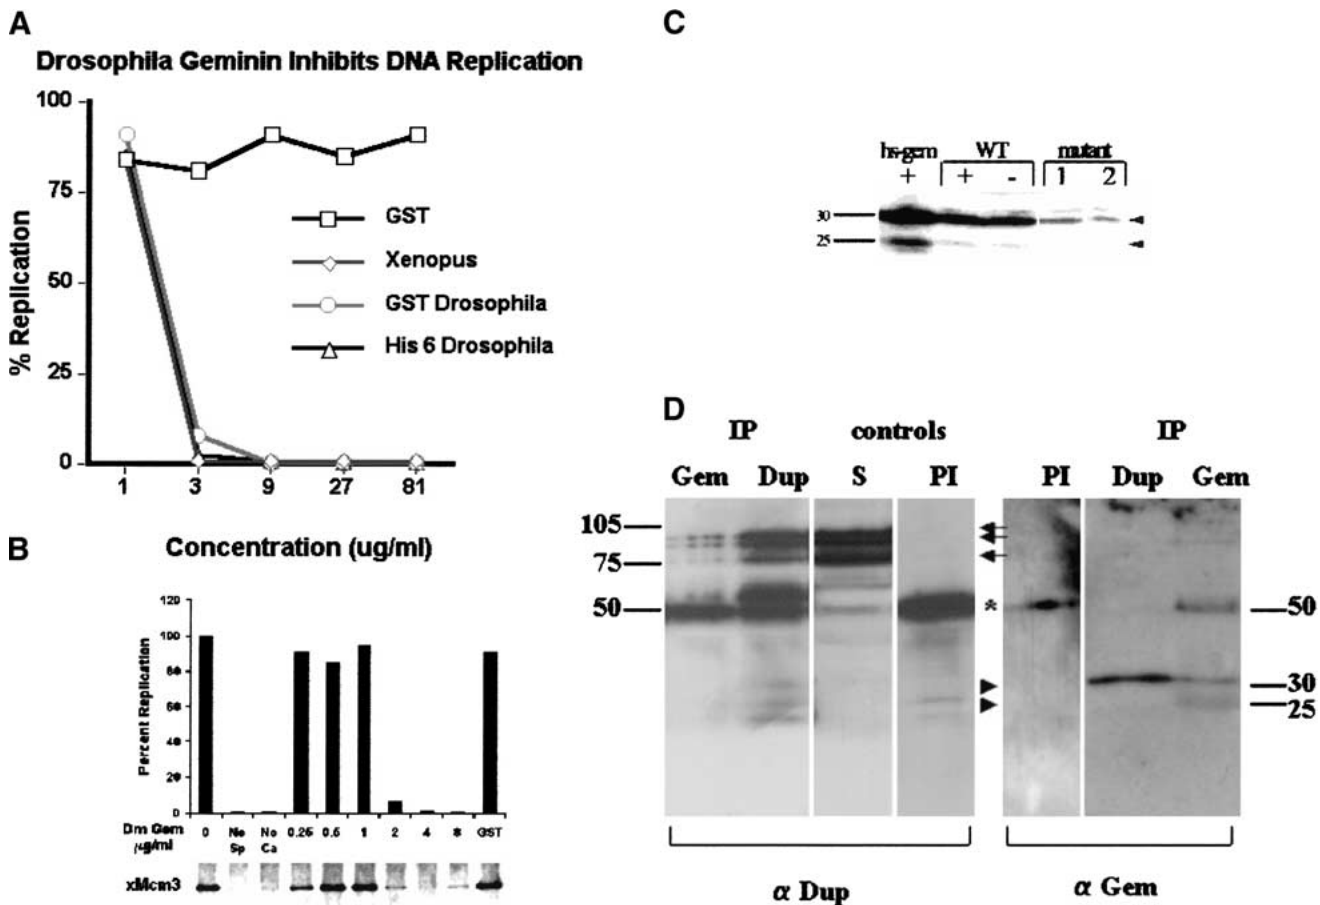 A
Drosophila Geminin Inhibits DNA Replication
% Replication
100
75
50
25
0
GST
Xenopus
GST Drosophila
His 6 Drosophila
1 3 9 27 81
Concentration (ug/ml)
B
Percent Replication
120
100
80
60
40
20
0
Dm Gem µg/ml
0 No Sp No Ca 0.25 0.5 1 2 4 8 GST
xMcm3
C
hs-gem WT mutant
+ + - 1 2
30
25
D
IP controls IP
Gem Dup S PI PI Dup Gem
105
75
50
*
50
30
25
α Dup α Gem